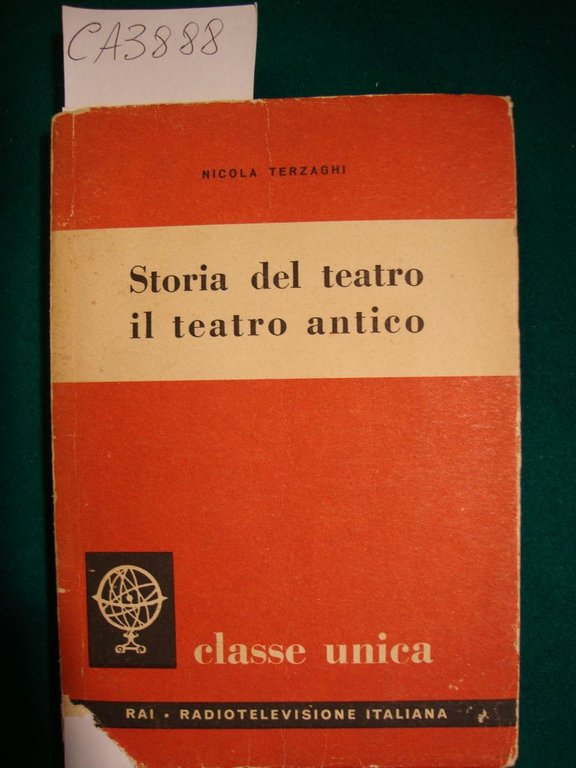 CA3888
NICOLA TERZAGHI
Storia del teatro
il teatro antico
classe unica
RAI • RADIOTELEVISIONE ITALIANA